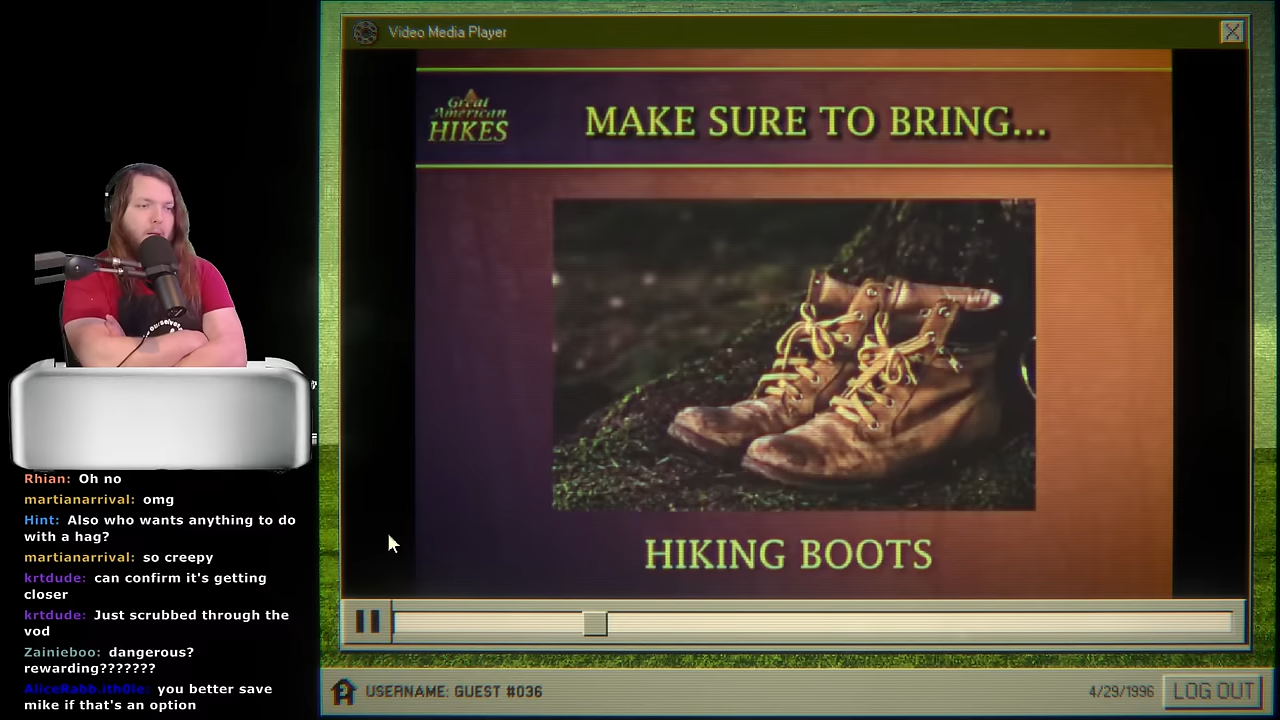 Video Media Player
Great
American
HIKES
MAKE SURE TO BRING...
HIKING BOOTS
Rhian: Oh no
martianarrival: omg
Hint: Also who wants anything to do
with a hag?
martianarrival: so creepy
krtdude: can confirm it's getting
closer
krtdude: Just scrubbed through the
vod
Zainieboo: dangerous?
rewarding???????
AliceRabb.ith0le: you better save
mike if that's an option
USERNAME: GUEST #036
4/29/1996
LOG OUT